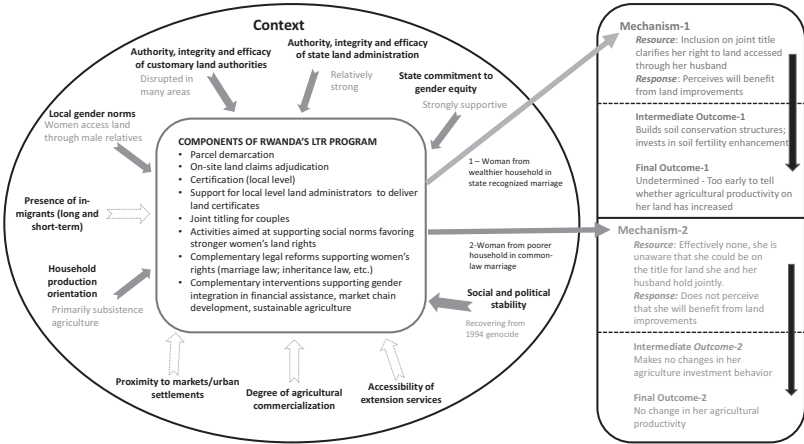 Context
Authority, integrity and efficacy
of customary land authorities
Disrupted in
many areas
Authority, integrity and efficacy
of state land administration
Relatively
strong
State commitment to
gender equity
Strongly supportive
Local gender norms
Women access land
through male relatives
Presence of in-
migrants (long and
short-term)
Household
production
orientation
Primarily subsistence
agriculture
COMPONENTS OF RWANDA'S LTR PROGRAM
• Parcel demarcation
• On-site land claims adjudication
• Certification (local level)
• Support for local level land administrators to deliver
land certificates
• Joint titling for couples
• Activities aimed at supporting social norms favoring
stronger women's land rights
• Complementary legal reforms supporting women's
rights (marriage law; inheritance law, etc.)
• Complementary interventions supporting gender
integration in financial assistance, market chain
development, sustainable agriculture
1 – Woman from
wealthier household in
state recognized marriage
2-Woman from poorer
household in common-
law marriage
Social and political
stability
Recovering from
1994 genocide
Proximity to markets/urban
settlements
Degree of agricultural
commercialization
Accessibility of
extension services
Mechanism-1
Resource: Inclusion on joint title
clarifies her right to land accessed
through her husband
Response: Perceives will benefit
from land improvements
Intermediate Outcome-1
Builds soil conservation structures;
invests in soil fertility enhancement
Final Outcome-1
Undetermined - Too early to tell
whether agricultural productivity on
her land has increased
Mechanism-2
Resource: Effectively none, she is
unaware that she could be on
the title for land she and her
husband hold jointly.
Response: Does not perceive
that she will benefit from land
improvements
Intermediate Outcome-2
Makes no changes in her
agriculture investment behavior
Final Outcome-2
No change in her agricultural
productivity